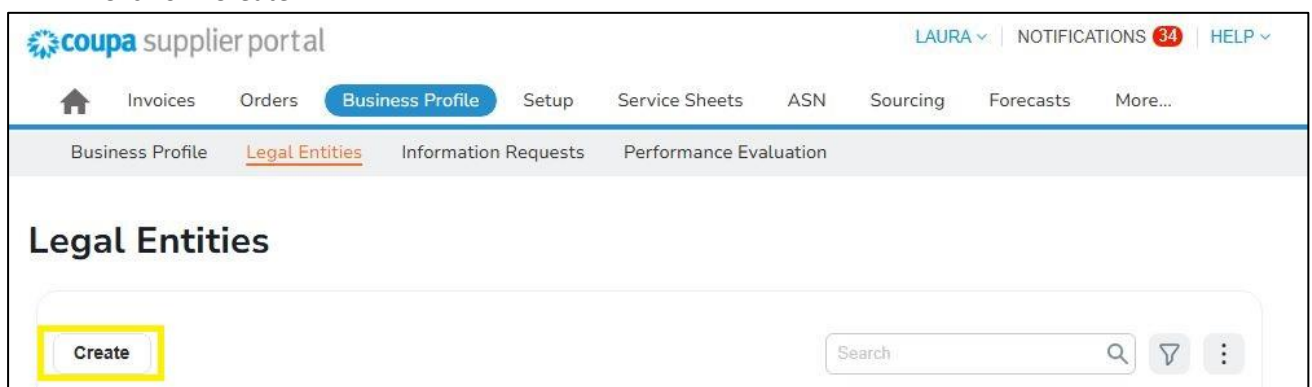 coupa supplier portal LAURA NOTIFICATIONS 34 HELP
Invoices Orders Business Profile Setup Service Sheets ASN Sourcing Forecasts More...
Business Profile Legal Entities Information Requests Performance Evaluation
Legal Entities
Create Search